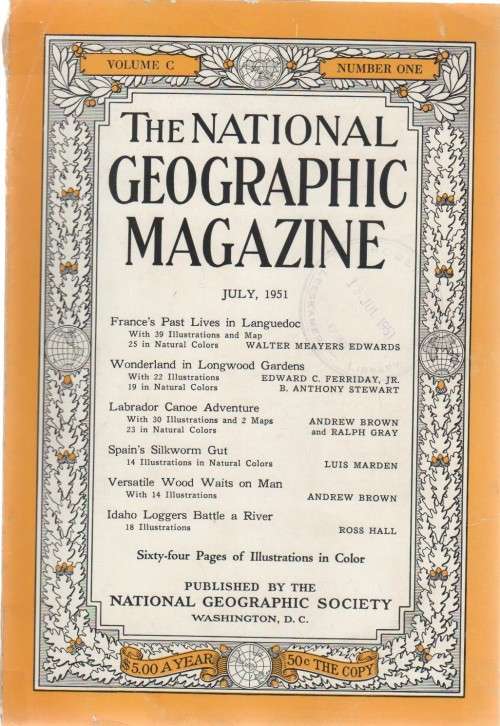 VOLUME C NUMBER ONE
THE NATIONAL
GEOGRAPHIC
MAGAZINE
JULY, 1951
France's Past Lives in Languedoc
With 39 Illustrations and Map
25 in Natural Colors WALTER MEAYERS EDWARDS
Wonderland in Longwood Gardens
With 22 Illustrations EDWARD C. FERRIDAY, JR.
19 in Natural Colors B. ANTHONY STEWART
Labrador Canoe Adventure
With 30 Illustrations and 2 Maps ANDREW BROWN
23 in Natural Colors and RALPH GRAY
Spain's Silkworm Gut
14 Illustrations in Natural Colors LUIS MARDEN
Versatile Wood Waits on Man
With 14 Illustrations ANDREW BROWN
Idaho Loggers Battle a River
18 Illustrations ROSS HALL
Sixty-four Pages of Illustrations in Color
PUBLISHED BY THE
NATIONAL GEOGRAPHIC SOCIETY
WASHINGTON, D. C.
$5.00 A YEAR 50¢ THE COPY